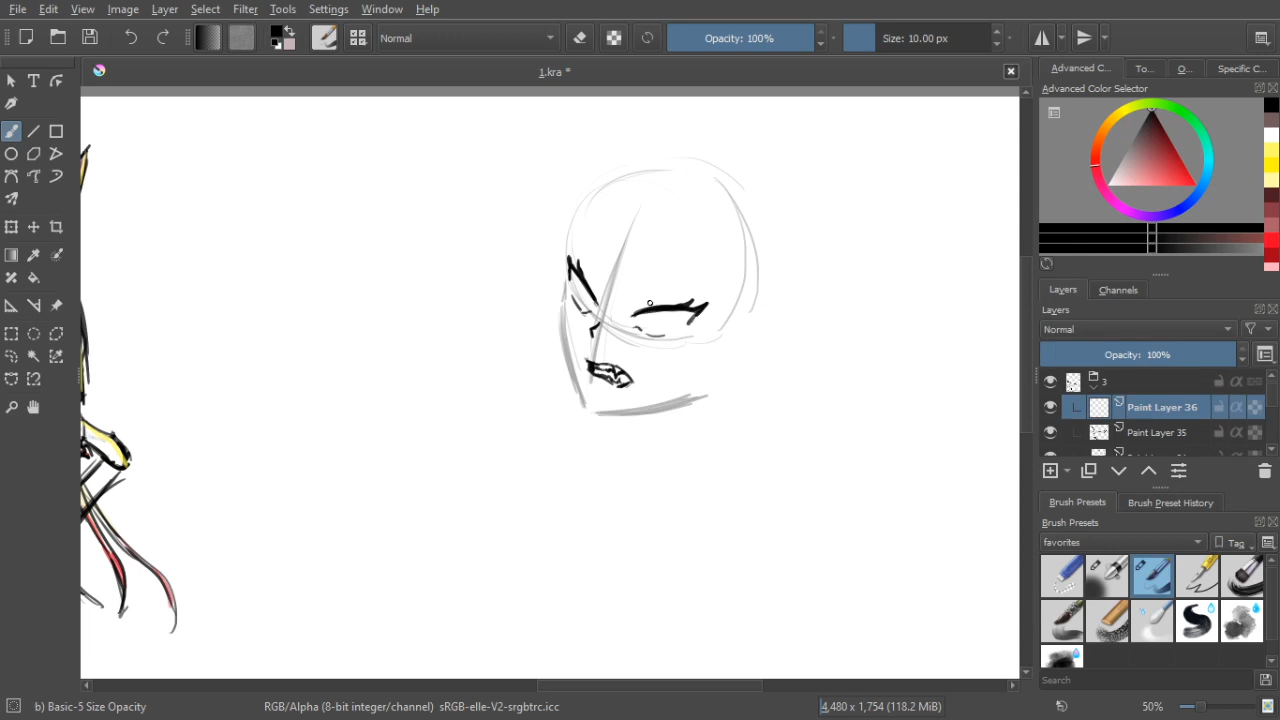 File Edit View Image Layer Select Filter Tools Settings Window Help
Normal Opacity: 100% Size: 10.00 px
1.kra *
Advanced C... To... O... Specific C...
Advanced Color Selector
Layers Channels
Layers
Normal
Opacity: 100%
3
Paint Layer 36
Paint Layer 35
Brush Presets Brush Preset History
Brush Presets
favorites Tag
Search
b) Basic-5 Size Opacity RGB/Alpha (8-bit integer/channel) sRGB-elle-V2-srgbtrc.icc 4,480 x 1,754 (118.2 MiB) 50%